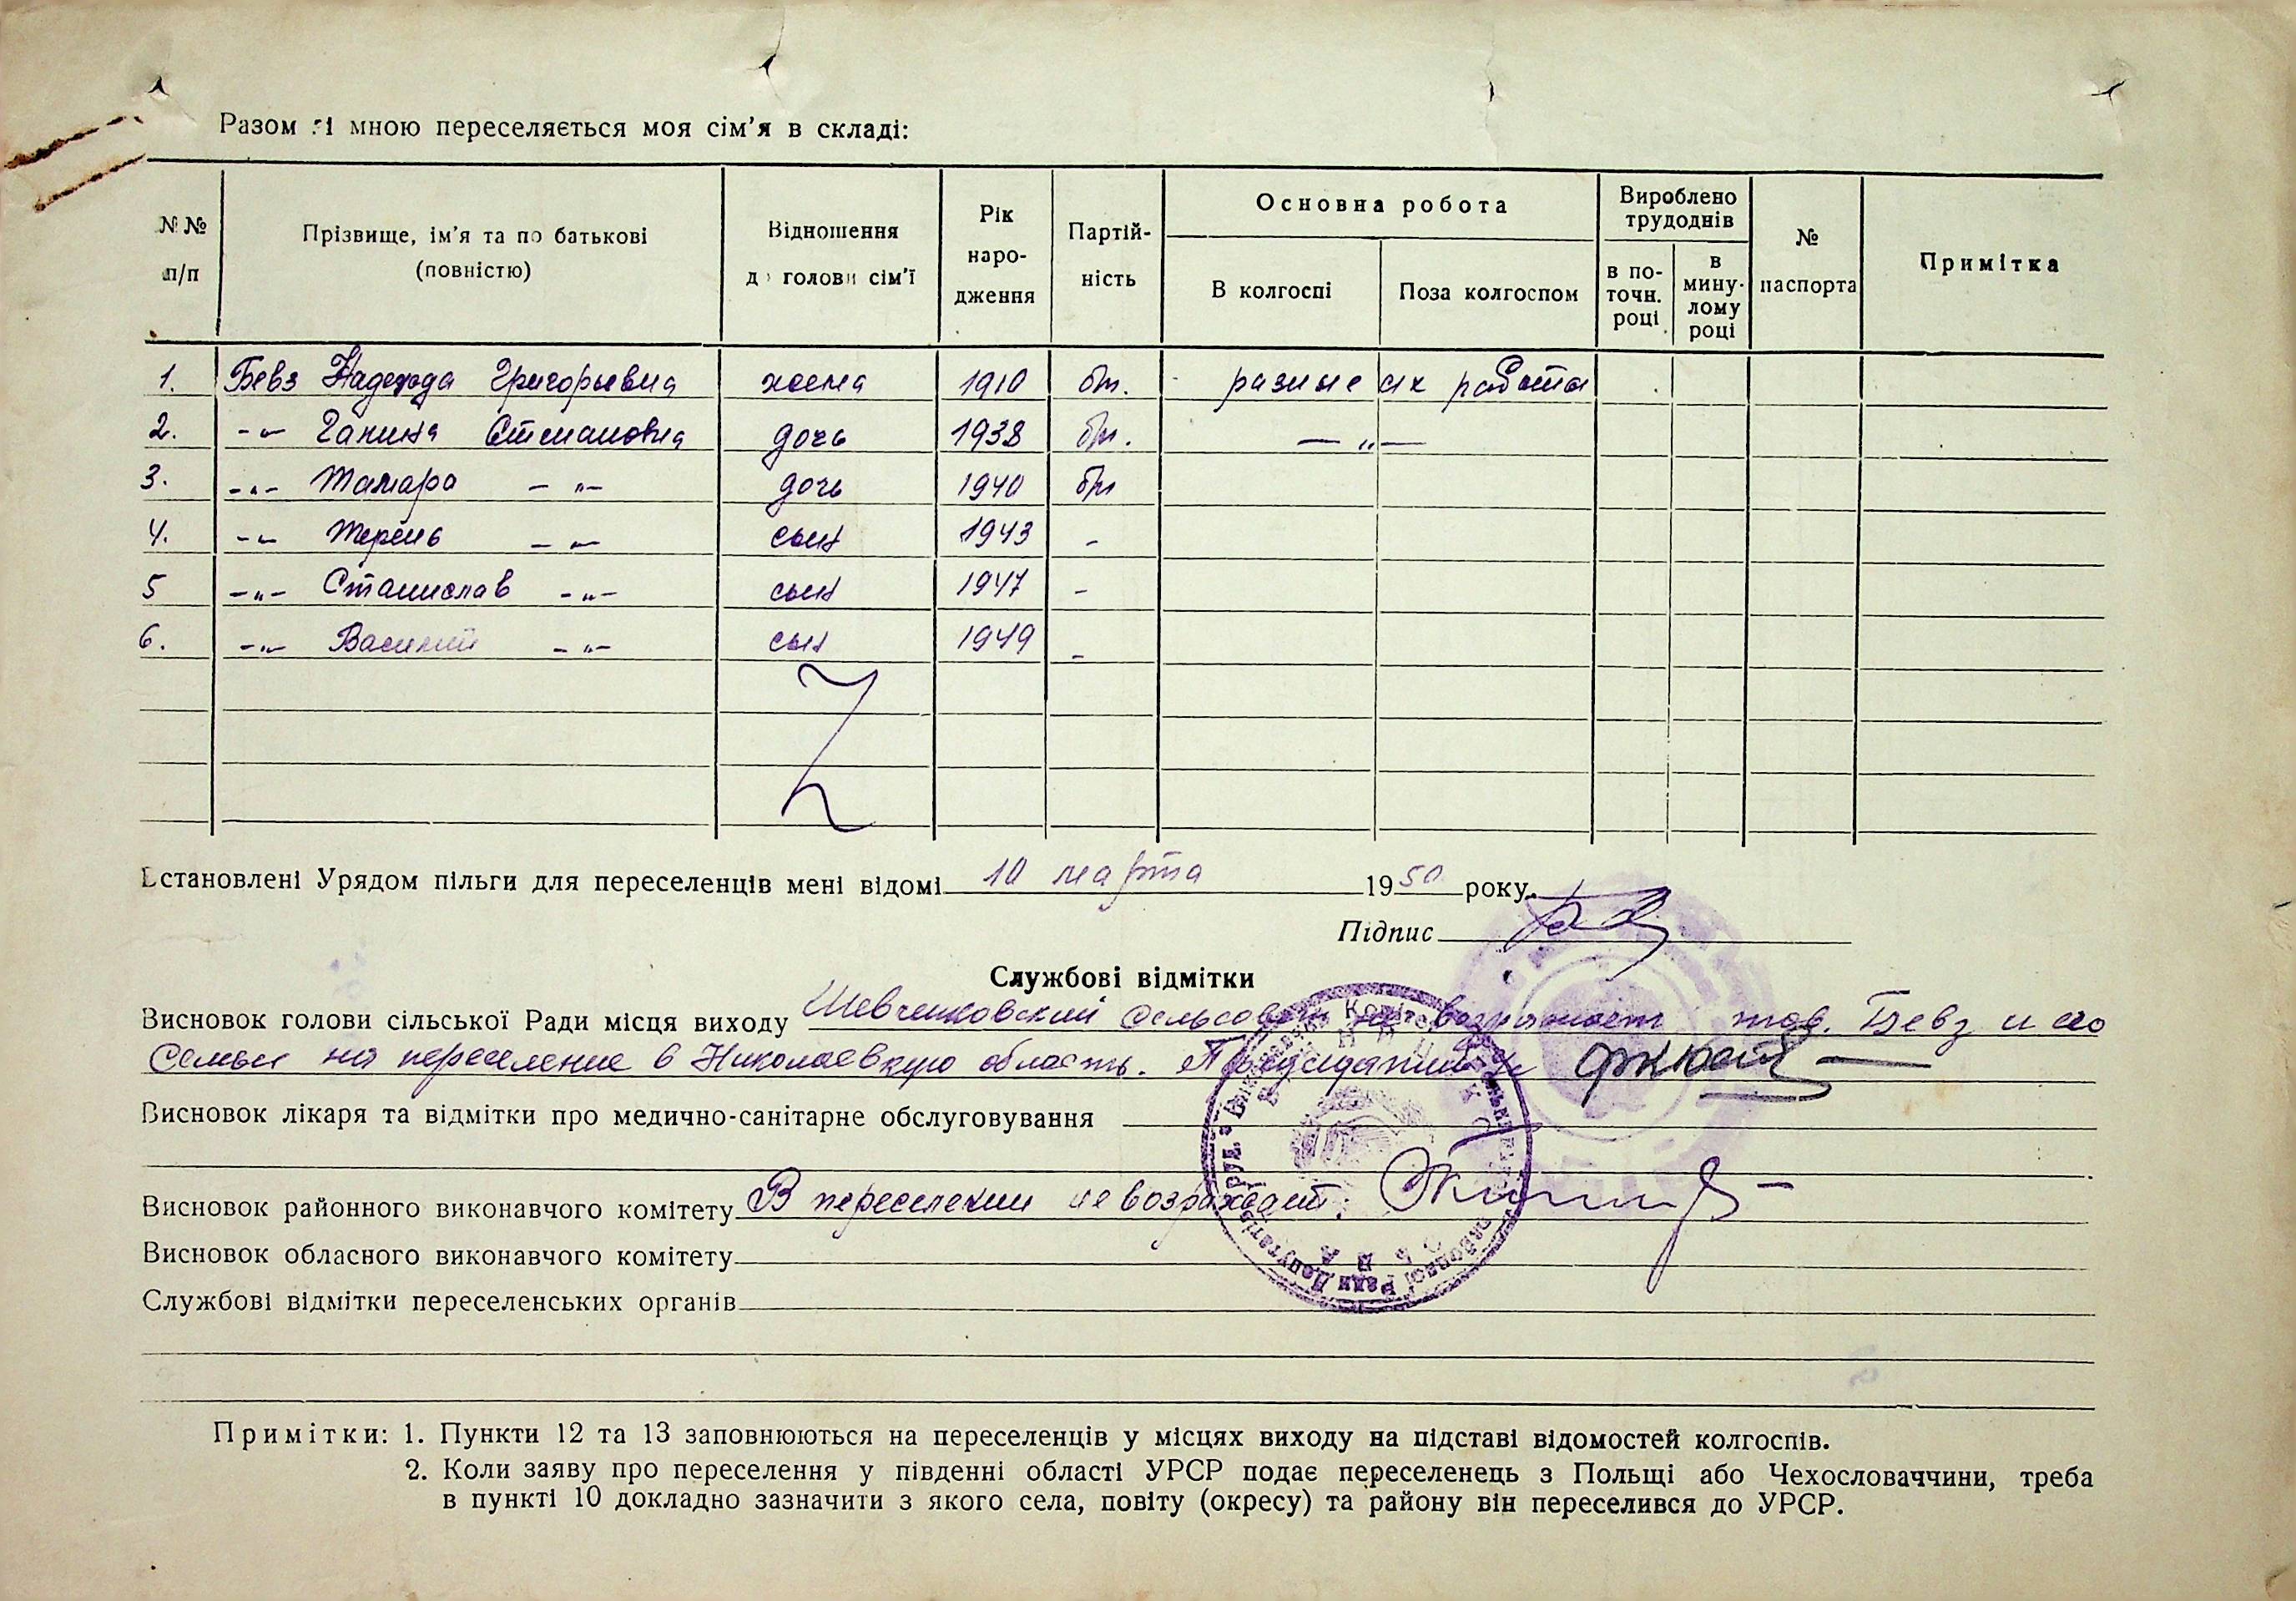 Разом зі мною переселяється моя сім’я в складі:
№№ п/п
Прізвище, ім’я та по батькові (повністю)
Відношення до голови сім’ї
Рік народження
Партійність
Основна робота
В колгоспі
Поза колгоспом
Вироблено трудоднів
в поточн. році
в минулому році
№ паспорта
Примітка
1. Бевз Надежда Григорьевна жена 1910 бп. разные с/х работы
2. -„- Ганина Степановна дочь 1938 бп. -„-
3. -„- Тамара -„- дочь 1940 бп
4. -„- Терень -„- сын 1943 -
5 -„- Станислав -„- сын 1947 -
6. -„- Василий -„- сын 1949 -
Встановлені Урядом пільги для переселенців мені відомі 10 марта 1950 року.
Підпис
Службові відмітки
Висновок голови сільської Ради місця виходу Шевченковский сельсовет не возражает тов. Бевз и его
семьи на переселение в Николаевскую область. Председатель
Висновок лікаря та відмітки про медично-санітарне обслуговування
Висновок районного виконавчого комітету В переселении не возражает.
Висновок обласного виконавчого комітету
Службові відмітки переселенських органів
Примітки: 1. Пункти 12 та 13 заповнюються на переселенців у місцях виходу на підставі відомостей колгоспів.
2. Коли заяву про переселення у південні області УРСР подає переселенець з Польщі або Чехословаччини, треба
в пункті 10 докладно зазначити з якого села, повіту (окресу) та району він переселився до УРСР.